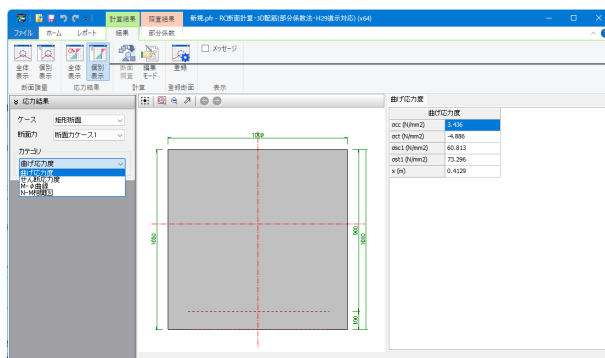 計算結果 照査結果 新規.pfr - RC断面計算・3D配筋(部分係数法・H29道示対応) (x64)
ファイル ホーム レポート 結果 部分係数
全体表示 個別表示 全体表示 個別表示 断面照査 編集モード 登録 メッセージ
断面諸量 応力結果 計算 登録断面 表示
応力結果
ケース 矩形断面
断面力 断面力ケース1
カテゴリ
曲げ応力度
曲げ応力度
せん断応力度
M-φ曲線
N-M相関図
1000
1000
900
1000
100
曲げ応力度
曲げ応力度
σcc (N/mm2) 3.436
σct (N/mm2) -4.886
σsc1 (N/mm2) 60.813
σst1 (N/mm2) 73.296
x (m) 0.4129